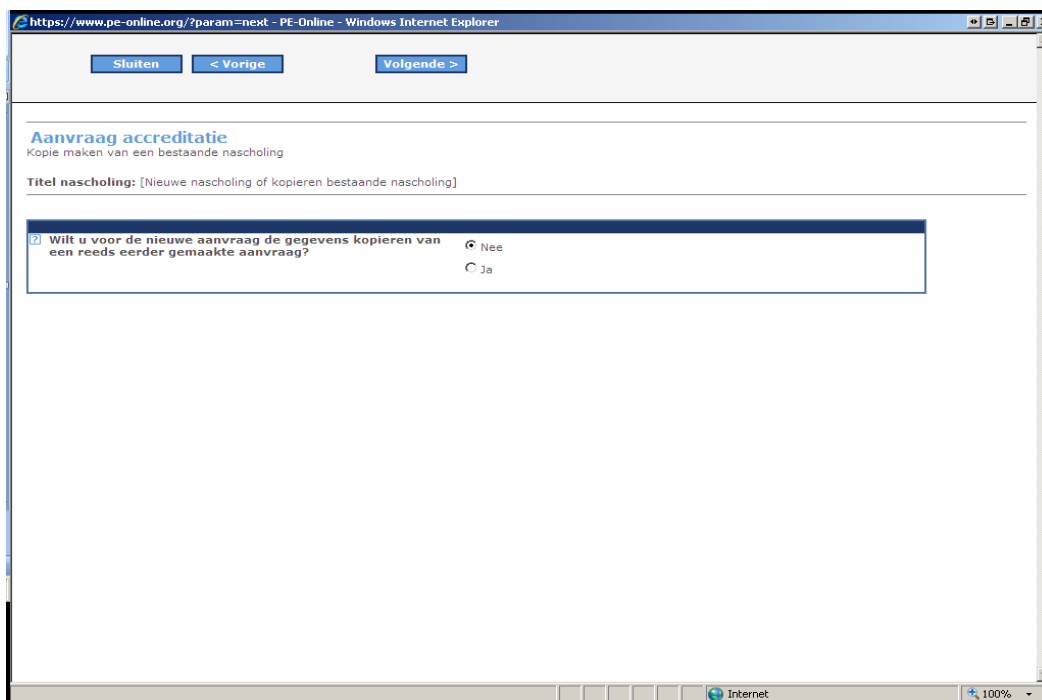 https://www.pe-online.org/?param=next - PE-Online - Windows Internet Explorer
Sluiten < Vorige Volgende >
Aanvraag accreditatie
Kopie maken van een bestaande nascholing
Titel nascholing: [Nieuwe nascholing of kopieren bestaande nascholing]
? Wilt u voor de nieuwe aanvraag de gegevens kopieren van
een reeds eerder gemaakte aanvraag?
Nee
Ja
Internet 100%